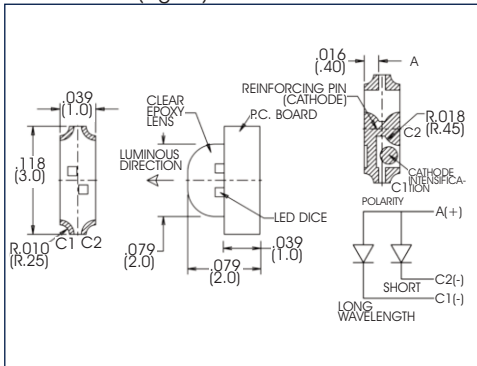 .039
(1.0)
.118
(3.0)
R.010
(R.25)
C1 C2
CLEAR
EPOXY
LENS
P.C. BOARD
LUMINOUS
DIRECTION
LED DICE
.079
(2.0)
.039
(1.0)
.079
(2.0)
.016
(.40)
A
REINFORCING PIN
(CATHODE)
R.018
(R.45)
C2
CATHODE
INTENSIFICA-
TION
C1
POLARITY
A(+)
C2(-)
SHORT
C1(-)
LONG
WAVELENGTH